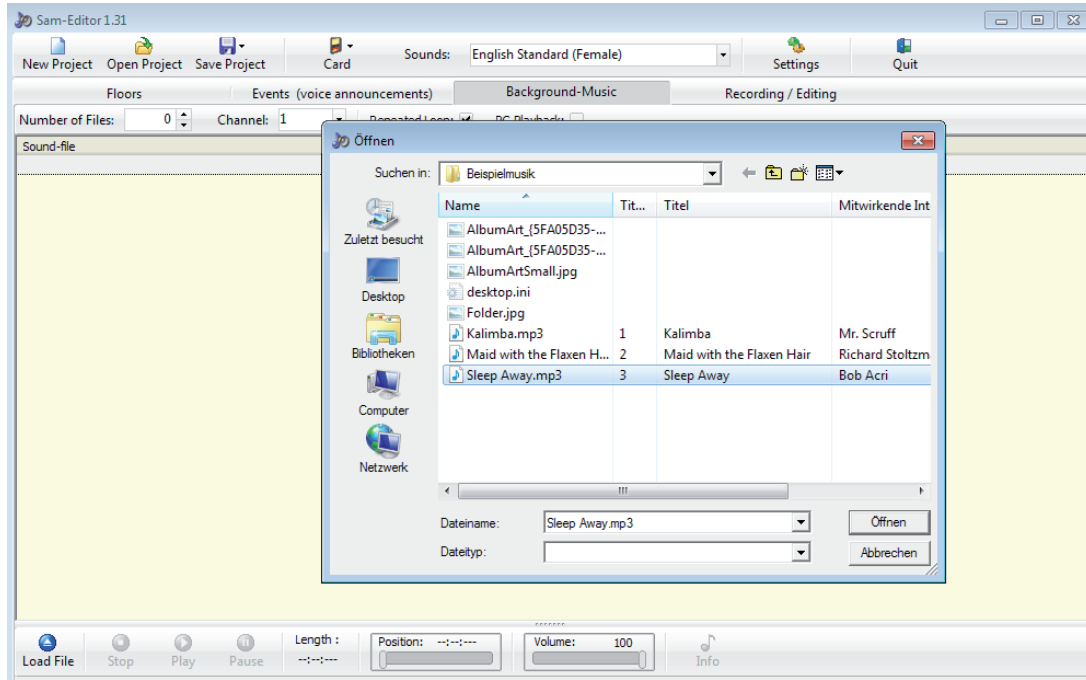 Sam-Editor 1.31
New Project Open Project Save Project Card Sounds: English Standard (Female) Settings Quit
Floors Events (voice announcements) Background-Music Recording / Editing
Number of Files: 0 Channel: 1 Repeated Loop: PC Playback:
Sound-file
Öffnen
Suchen in: Beispielmusik
Name Tit... Titel Mitwirkende Int
AlbumArt_{5FA05D35-...
AlbumArt_{5FA05D35-...
AlbumArtSmall.jpg
desktop.ini
Folder.jpg
Kalimba.mp3 1 Kalimba Mr. Scruff
Maid with the Flaxen H... 2 Maid with the Flaxen Hair Richard Stoltzm
Sleep Away.mp3 3 Sleep Away Bob Acri
Zuletzt besucht
Desktop
Bibliotheken
Computer
Netzwerk
Dateiname: Sleep Away.mp3 Öffnen
Dateityp: Abbrechen
Load File Stop Play Pause Length : --:--:--- Position: --:--:--- Volume: 100 Info